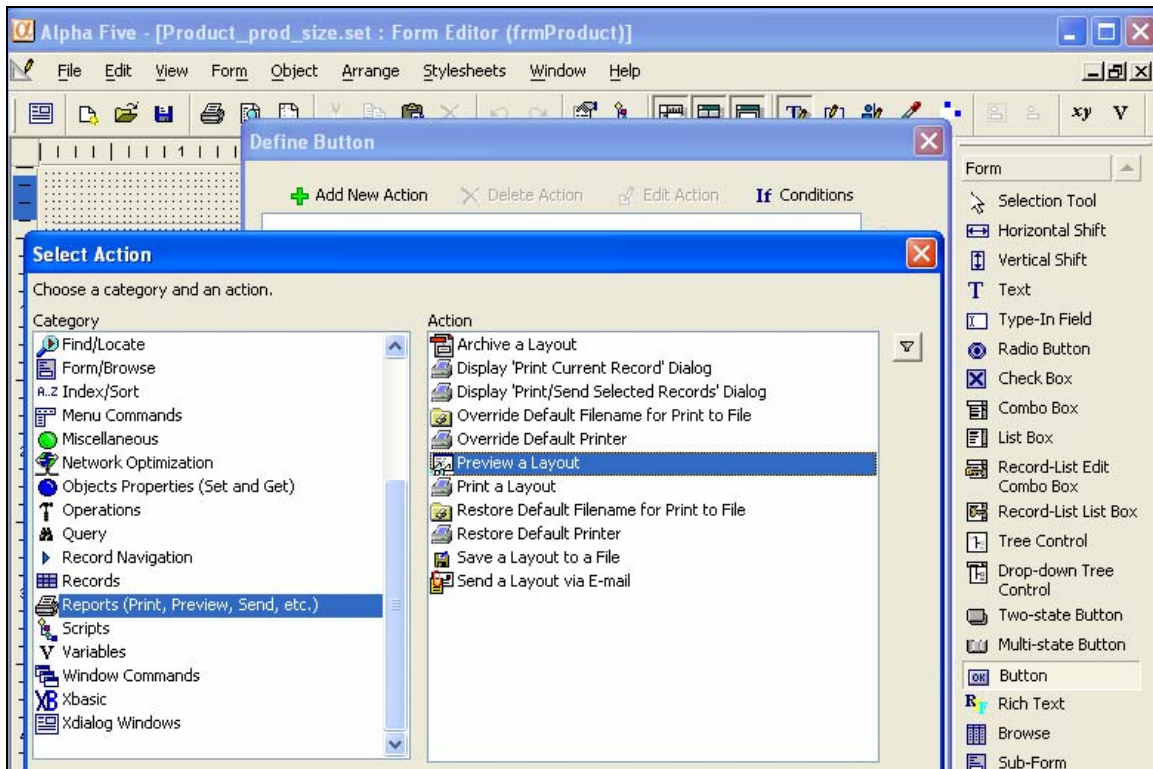 Alpha Five - [Product_prod_size.set : Form Editor (frmProduct)]
File Edit View Form Object Arrange Stylesheets Window Help
xy V
1
Define Button
Add New Action Delete Action Edit Action If Conditions
Select Action
Choose a category and an action.
Category
Find/Locate
Form/Browse
A..Z Index/Sort
Menu Commands
Miscellaneous
Network Optimization
Objects Properties (Set and Get)
Operations
Query
Record Navigation
Records
Reports (Print, Preview, Send, etc.)
Scripts
V Variables
Window Commands
XB Xbasic
Xdialog Windows
Action
Archive a Layout
Display 'Print Current Record' Dialog
Display 'Print/Send Selected Records' Dialog
Override Default Filename for Print to File
Override Default Printer
Preview a Layout
Print a Layout
Restore Default Filename for Print to File
Restore Default Printer
Save a Layout to a File
Send a Layout via E-mail
Form
Selection Tool
Horizontal Shift
Vertical Shift
T Text
Type-In Field
Radio Button
Check Box
Combo Box
List Box
Record-List Edit
Combo Box
Record-List List Box
Tree Control
Drop-down Tree
Control
Two-state Button
Multi-state Button
OK Button
RF Rich Text
Browse
Sub-Form